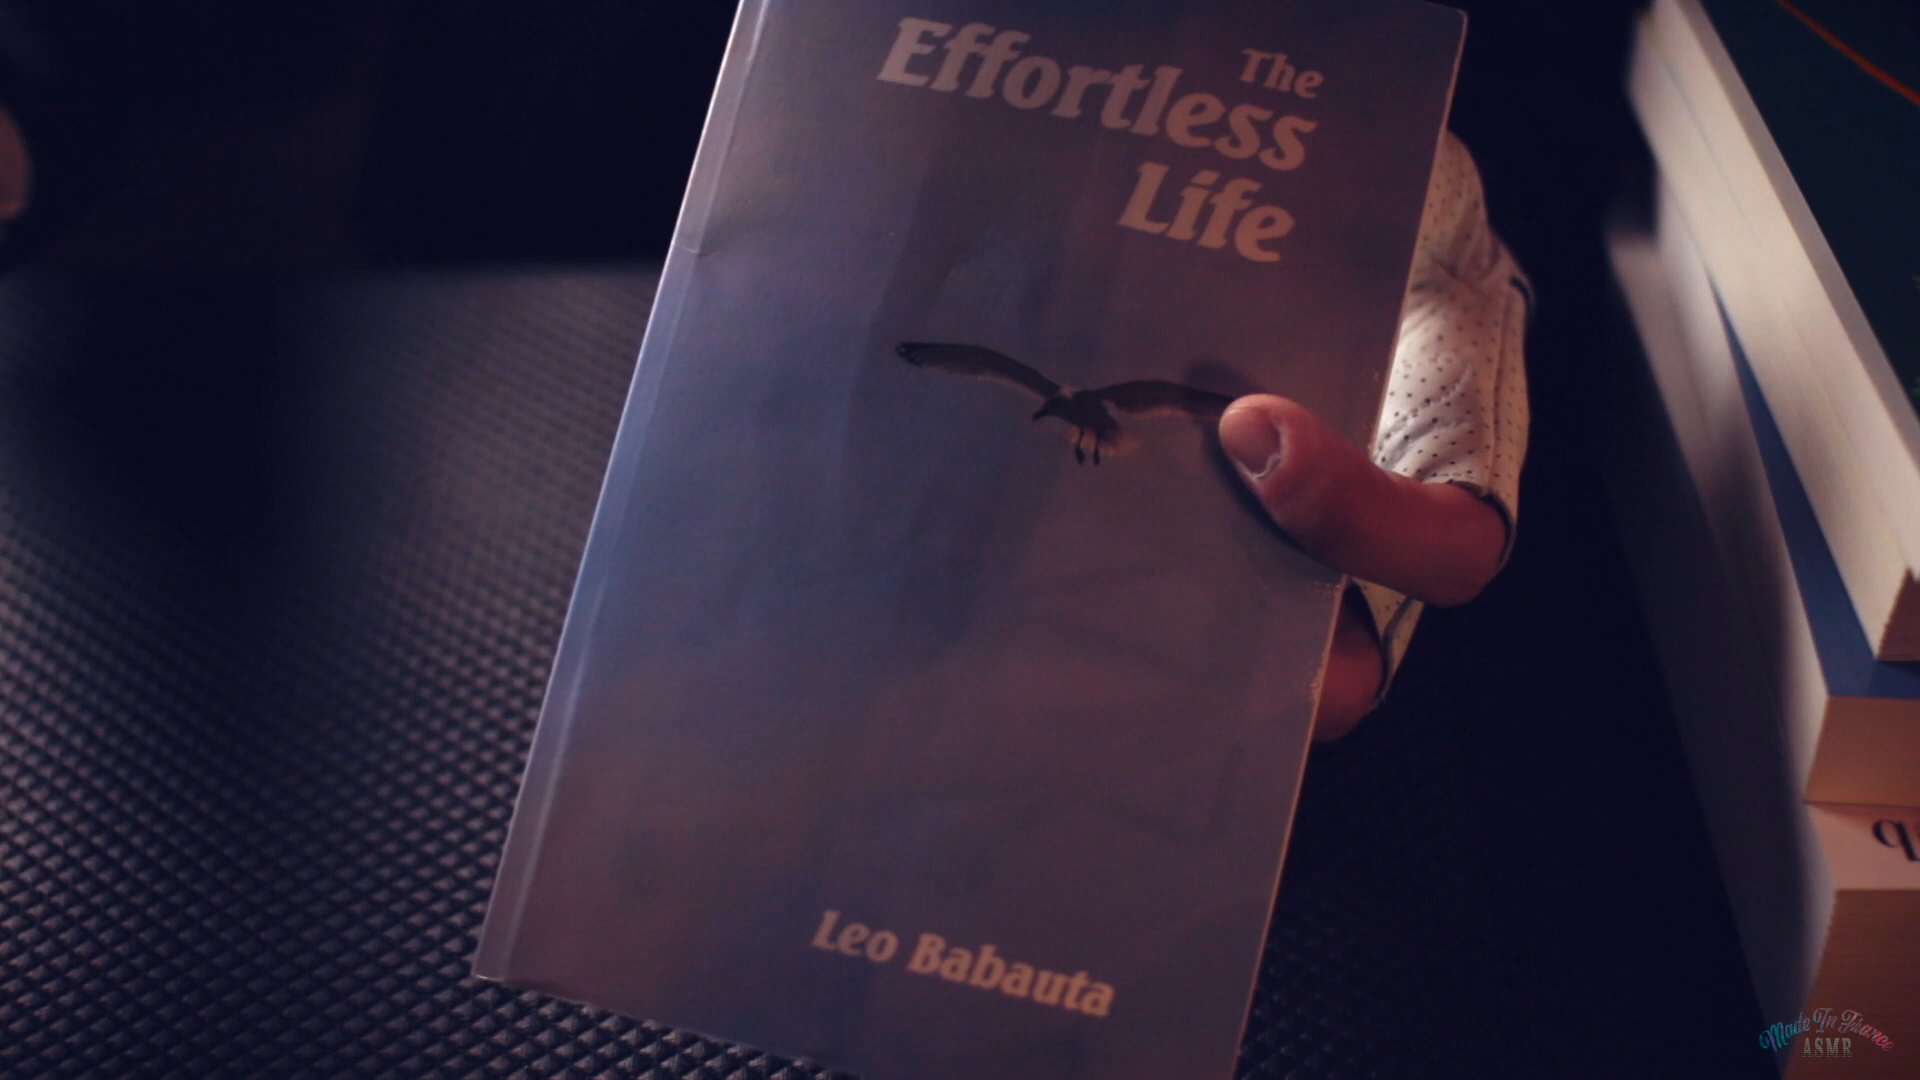 The
Effortless
Life
Leo Babauta
Made In France
ASMR